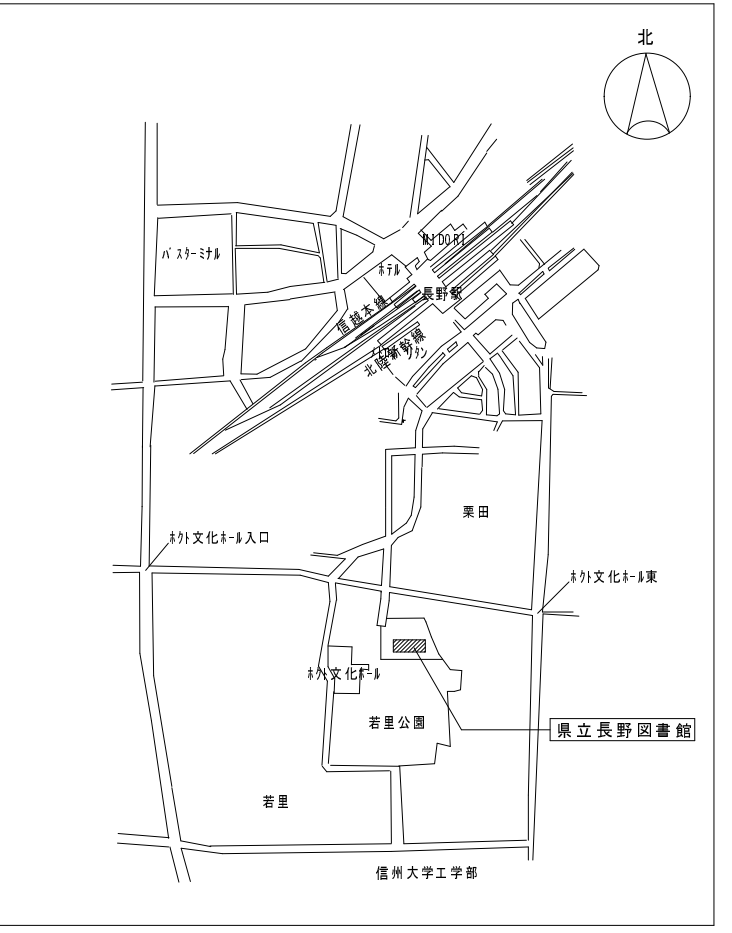 北
バスターミナル
MIDORI
ホテル
長野駅
信越本線
北陸新幹線
栗田
ホクト文化ホール入口
ホクト文化ホール東
ホクト文化ホール
若里公園
県立長野図書館
若里
信州大学工学部